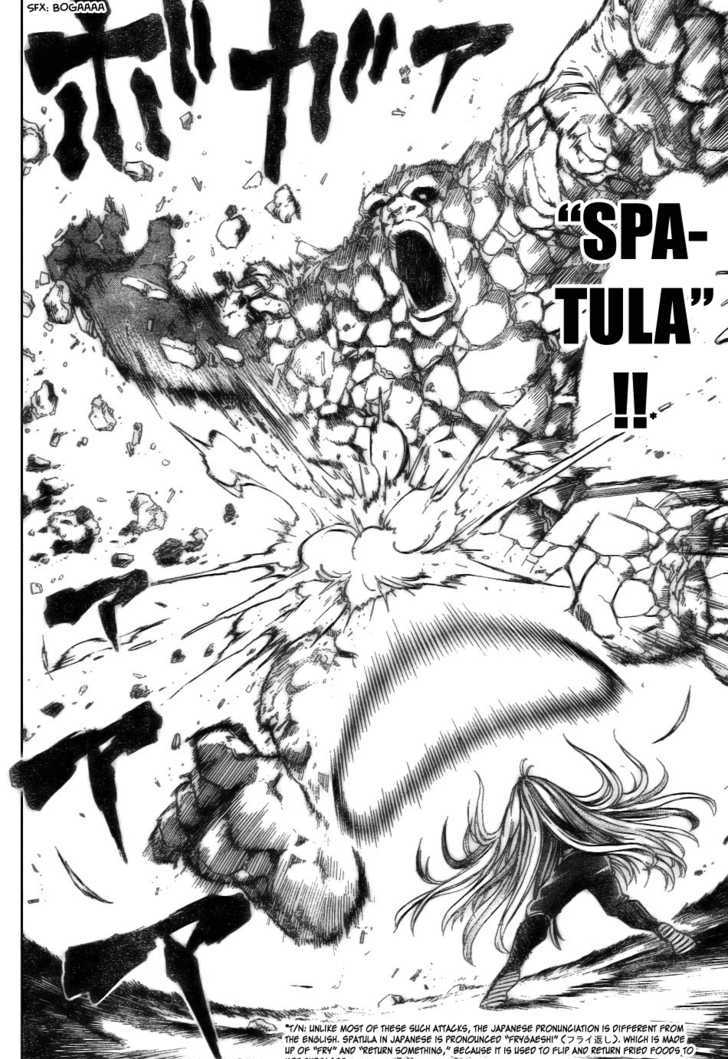 SFX: BOGAAAA
ボガァ
"SPA-
TULA"
!!*
ァ
ァ
ァ
*T/N: UNLIKE MOST OF THESE SUCH ATTACKS, THE JAPANESE PRONUNCIATION IS DIFFERENT FROM
THE ENGLISH. SPATULA IN JAPANESE IS PRONOUNCED "FRYGAESHI" (フライ返し), WHICH IS MADE
UP OF "FRY" AND "RETURN SOMETHING," BECAUSE IT IS USED TO FLIP AND RETURN FRIED FOODS TO